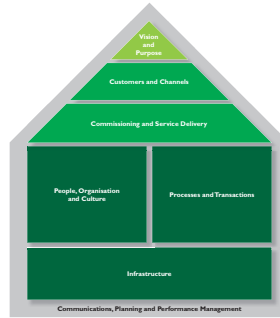 Vision
and
Purpose
Customers and Channels
Commissioning and Service Delivery
People, Organisation
and Culture
Processes and Transactions
Infrastructure
Communications, Planning and Performance Management